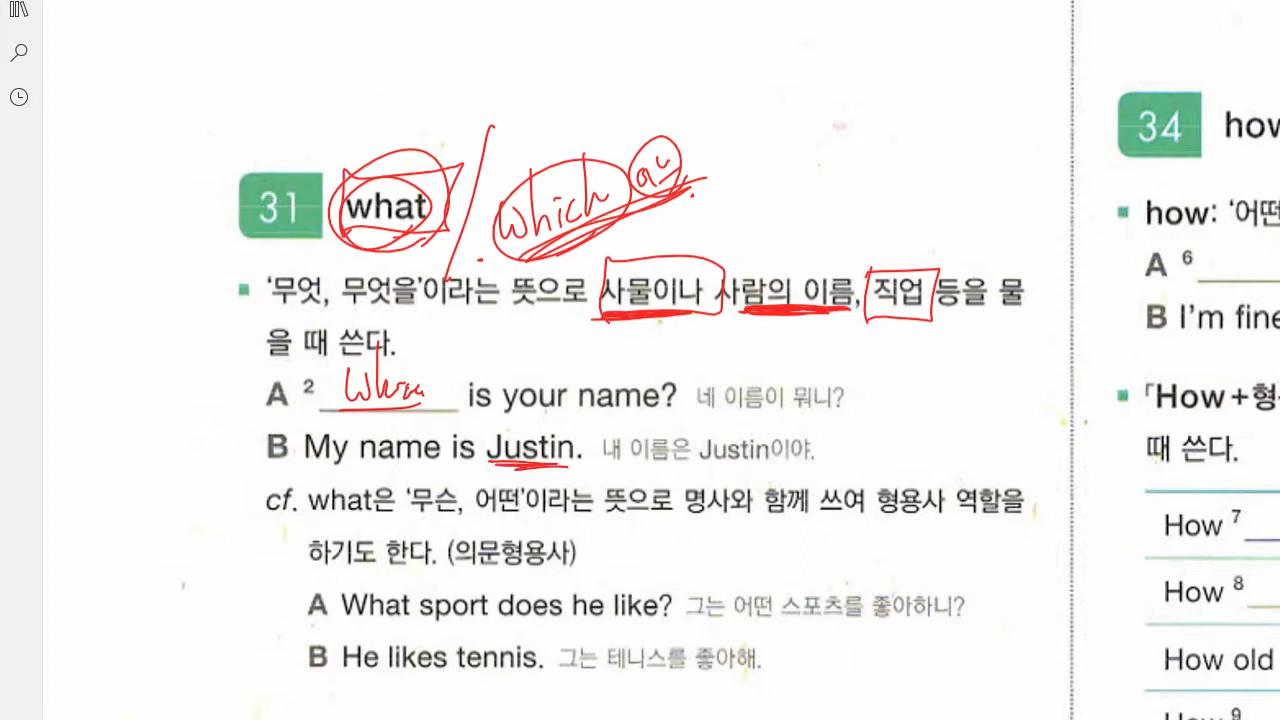 31 what / which
'무엇, 무엇을'이라는 뜻으로 사물이나 사람의 이름, 직업 등을 물
을 때 쓴다.
A 2 is your name? 네 이름이 뭐니?
B My name is Justin. 내 이름은 Justin이야.
cf. what은 '무슨, 어떤'이라는 뜻으로 명사와 함께 쓰여 형용사 역할을
하기도 한다. (의문형용사)
A What sport does he like? 그는 어떤 스포츠를 좋아하니?
B He likes tennis. 그는 테니스를 좋아해.
34 how
how: '어떤
A 6
B I'm fine
「How+형
때 쓴다.
How 7
How 8
How old
How 9